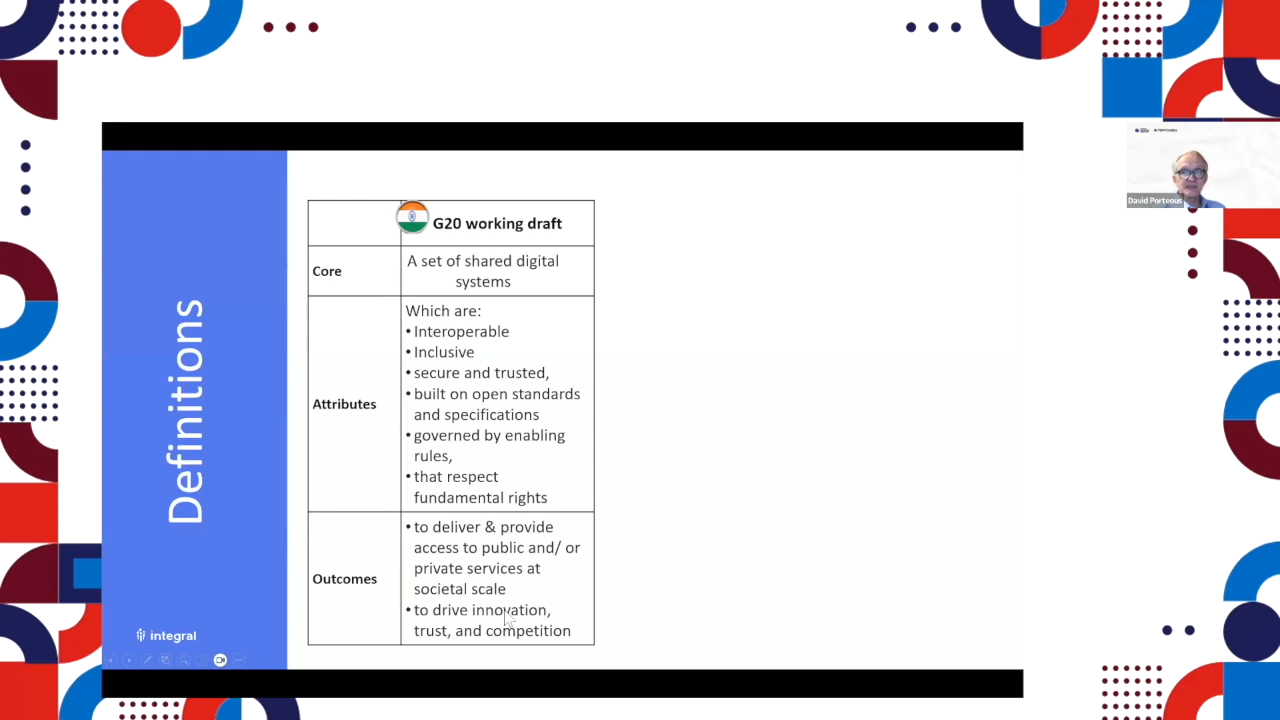 Definitions
G20 working draft
Core
A set of shared digital
systems
Attributes
Which are:
• Interoperable
• Inclusive
• secure and trusted,
• built on open standards
and specifications
• governed by enabling
rules,
• that respect
fundamental rights
Outcomes
• to deliver & provide
access to public and/ or
private services at
societal scale
• to drive innovation,
trust, and competition
integral
David Porteous